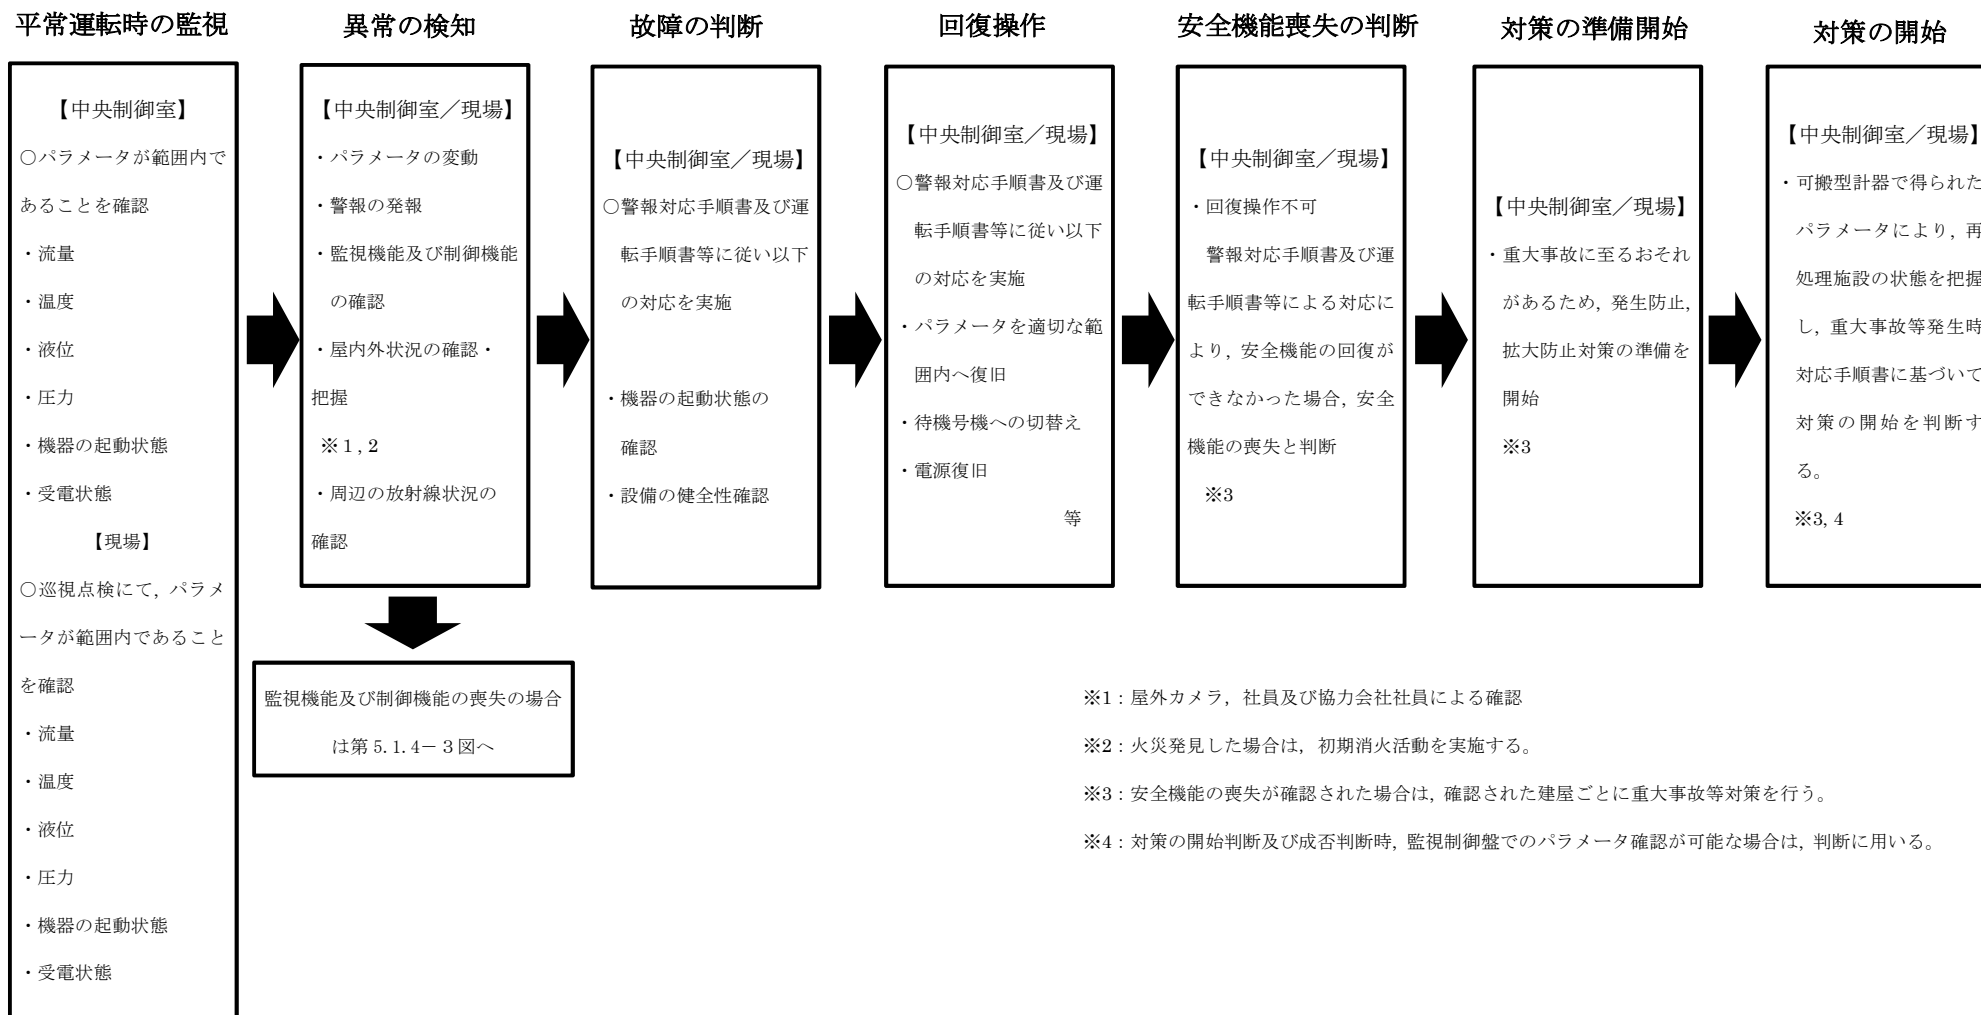 平常運転時の監視
【中央制御室】
○パラメータが範囲内で
あることを確認
・流量
・温度
・液位
・圧力
・機器の起動状態
・受電状態
【現場】
○巡視点検にて，パラメ
ータが範囲内であること
を確認
・流量
・温度
・液位
・圧力
・機器の起動状態
・受電状態
異常の検知
【中央制御室／現場】
・パラメータの変動
・警報の発報
・監視機能及び制御機能
の確認
・屋内外状況の確認・
把握
※1，2
・周辺の放射線状況の
確認
監視機能及び制御機能の喪失の場合
は第 5.1.4－３図へ
故障の判断
【中央制御室／現場】
○警報対応手順書及び運
転手順書等に従い以下
の対応を実施
・機器の起動状態の
確認
・設備の健全性確認
回復操作
【中央制御室／現場】
○警報対応手順書及び運
転手順書等に従い以下
の対応を実施
・パラメータを適切な範
囲内へ復旧
・待機号機への切替え
・電源復旧
等
安全機能喪失の判断
【中央制御室／現場】
・回復操作不可
警報対応手順書及び運
転手順書等による対応に
より，安全機能の回復が
できなかった場合，安全
機能の喪失と判断
※3
対策の準備開始
【中央制御室／現場】
・重大事故に至るおそれ
があるため，発生防止，
拡大防止対策の準備を
開始
※3
対策の開始
【中央制御室／現場】
・可搬型計器で得られた
パラメータにより，再
処理施設の状態を把握
し，重大事故等発生時
対応手順書に基づいて
対策の開始を判断す
る。
※3，4
※1：屋外カメラ，社員及び協力会社社員による確認
※2：火災発見した場合は，初期消火活動を実施する。
※3：安全機能の喪失が確認された場合は，確認された建屋ごとに重大事故等対策を行う。
※4：対策の開始判断及び成否判断時，監視制御盤でのパラメータ確認が可能な場合は，判断に用いる。